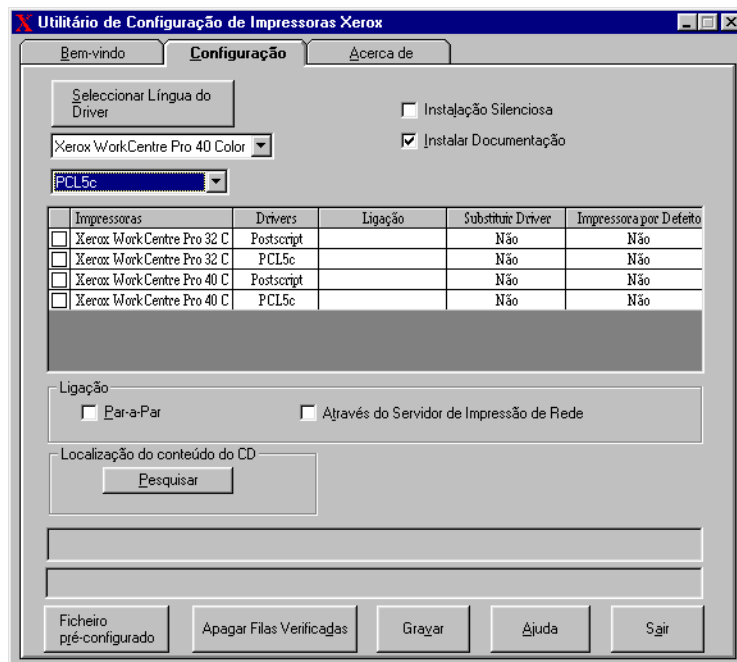 Utilitário de Configuração de Impressoras Xerox
Bem-vindo Configuração Acerca de
Seleccionar Língua do
Driver
Instalação Silenciosa
Xerox WorkCentre Pro 40 Color
Instalar Documentação
PCL5c
Impressoras Drivers Ligação Substituir Driver Impressora por Defeito
Xerox WorkCentre Pro 32 C Postscript Não Não
Xerox WorkCentre Pro 32 C PCL5c Não Não
Xerox WorkCentre Pro 40 C Postscript Não Não
Xerox WorkCentre Pro 40 C PCL5c Não Não
Ligação
Par-a-Par Através do Servidor de Impressão de Rede
Localização do conteúdo do CD
Pesquisar
Ficheiro
pré-configurado
Apagar Filas Verificadas Gravar Ajuda Sair